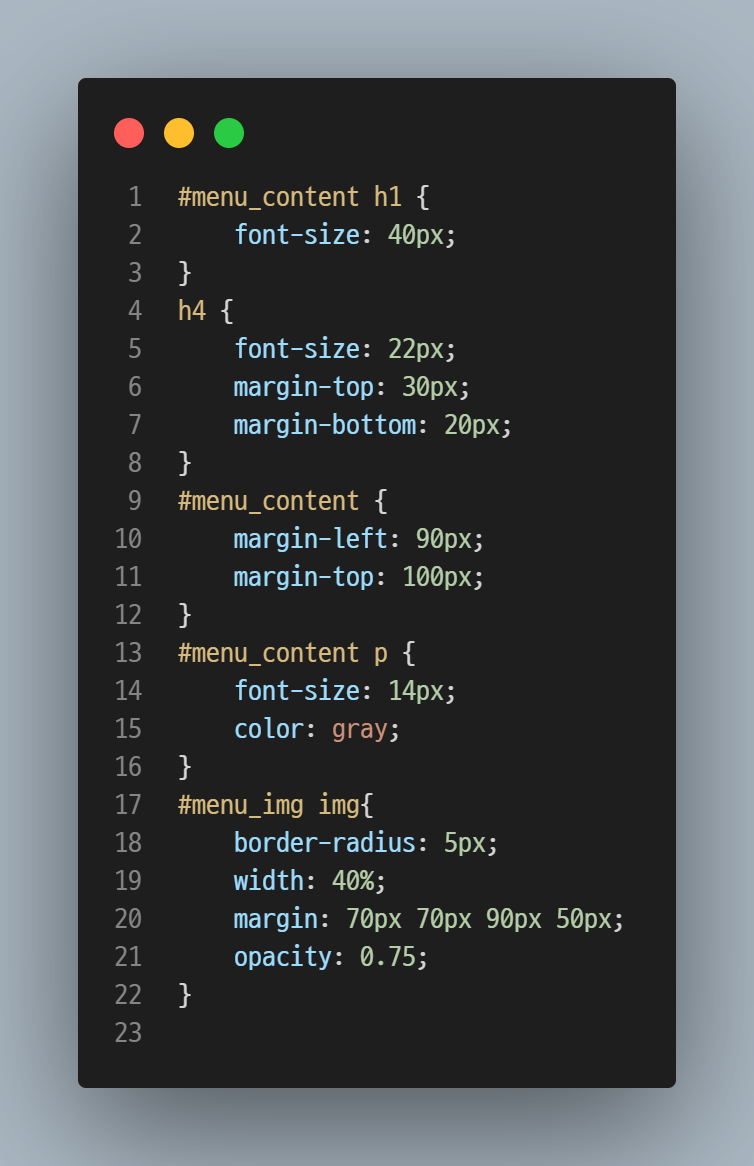 1 #menu_content h1 {
2     font-size: 40px;
3 }
4 h4 {
5     font-size: 22px;
6     margin-top: 30px;
7     margin-bottom: 20px;
8 }
9 #menu_content {
10     margin-left: 90px;
11     margin-top: 100px;
12 }
13 #menu_content p {
14     font-size: 14px;
15     color: gray;
16 }
17 #menu_img img{
18     border-radius: 5px;
19     width: 40%;
20     margin: 70px 70px 90px 50px;
21     opacity: 0.75;
22 }
23